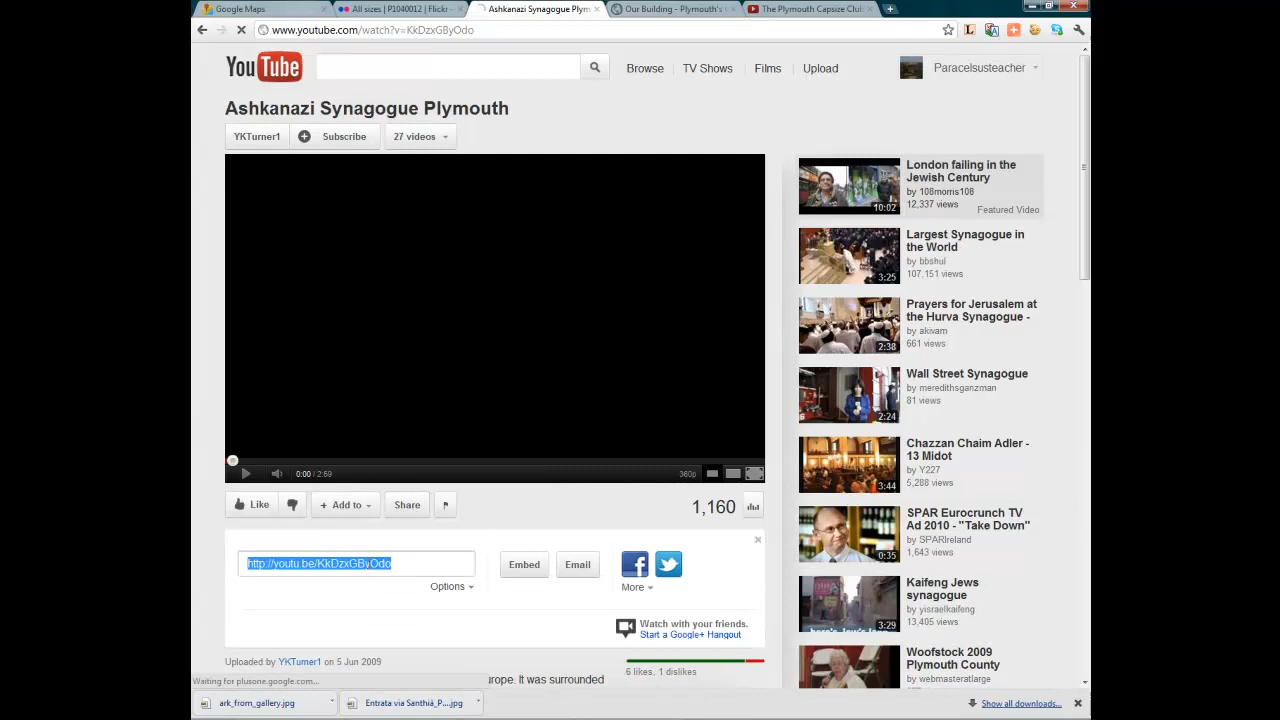 Google Maps
All sizes | P1040012 | Flickr -
Ashkanazi Synagogue Plym
Our Building - Plymouth's
The Plymouth Capsize Club
www.youtube.com/watch?v=KkDzxGByOdo
You Tube
Browse
TV Shows
Films
Upload
Paracelsusteacher
Ashkanazi Synagogue Plymouth
YKTurner1
Subscribe
27 videos
London failing in the
Jewish Century
by 108morris108
12,337 views
Featured Video
10:02
Largest Synagogue in
the World
by bbshul
107,151 views
3:25
Prayers for Jerusalem at
the Hurva Synagogue -
by akivam
661 views
2:38
Wall Street Synagogue
by meredithsganzman
81 views
2:24
Chazzan Chaim Adler -
13 Midot
by Y227
5,288 views
3:44
SPAR Eurocrunch TV
Ad 2010 - "Take Down"
by SPARIreland
1,643 views
0:35
Kaifeng Jews
synagogue
by yisraelkaifeng
13,405 views
3:29
Woofstock 2009
Plymouth County
by webmasteratlarge
0:00 / 2:59
360p
Like
Add to
Share
1,160
http://youtu.be/KkDzxGByOdo
Options
Embed
Email
More
Watch with your friends.
Start a Google+ Hangout
Uploaded by YKTurner1 on 5 Jun 2009
6 likes, 1 dislikes
Waiting for plusone.google.com...
urope. It was surrounded
ark_from_gallery.jpg
Entrata via Santhià_P....jpg
Show all downloads...